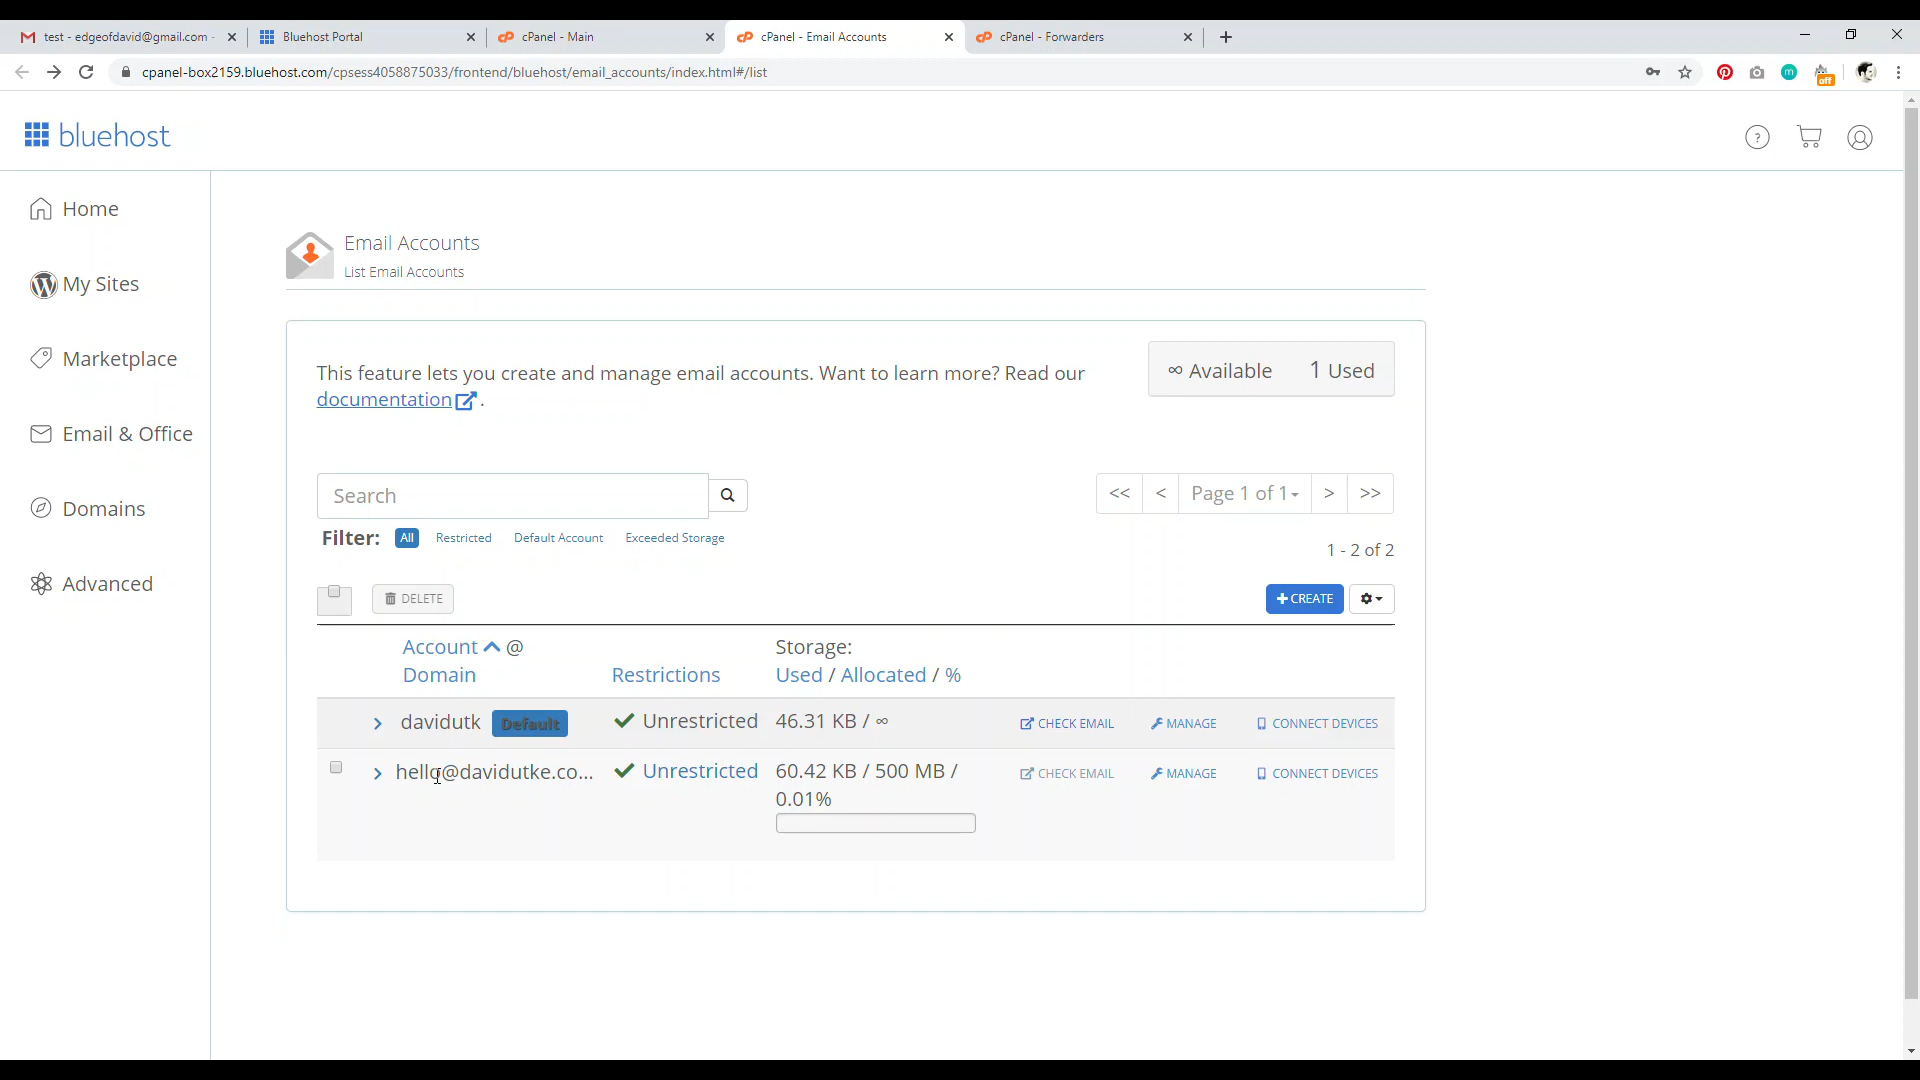 test - edgeofdavid@gmail.com -
Bluehost Portal
cPanel - Main
cPanel - Email Accounts
cPanel - Forwarders
cpanel-box2159.bluehost.com/cpsess4058875033/frontend/bluehost/email_accounts/index.html#/list
off
bluehost
?
Home
My Sites
Marketplace
Email & Office
Domains
Advanced
Email Accounts
List Email Accounts
This feature lets you create and manage email accounts. Want to learn more? Read our
documentation .
∞ Available 1 Used
Search
<< < Page 1 of 1 > >>
Filter: All Restricted Default Account Exceeded Storage
1 - 2 of 2
DELETE
+CREATE
Account @
Domain
Restrictions
Storage:
Used / Allocated / %
davidutk Default Unrestricted 46.31 KB / ∞ CHECK EMAIL MANAGE CONNECT DEVICES
hello@davidutke.co... Unrestricted 60.42 KB / 500 MB / CHECK EMAIL MANAGE CONNECT DEVICES
0.01%